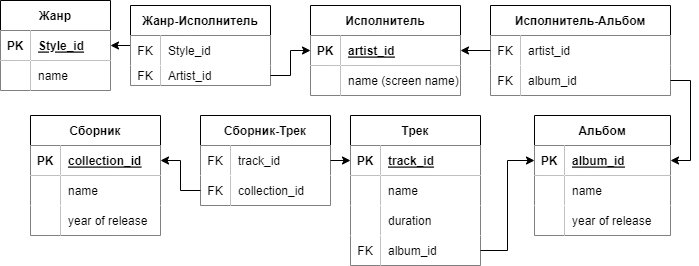 Жанр
PK Style_id
name
Жанр-Исполнитель
FK Style_id
FK Artist_id
Исполнитель
PK artist_id
name (screen name)
Исполнитель-Альбом
FK artist_id
FK album_id
Сборник
PK collection_id
name
year of release
Сборник-Трек
FK track_id
FK collection_id
Трек
PK track_id
name
duration
FK album_id
Альбом
PK album_id
name
year of release